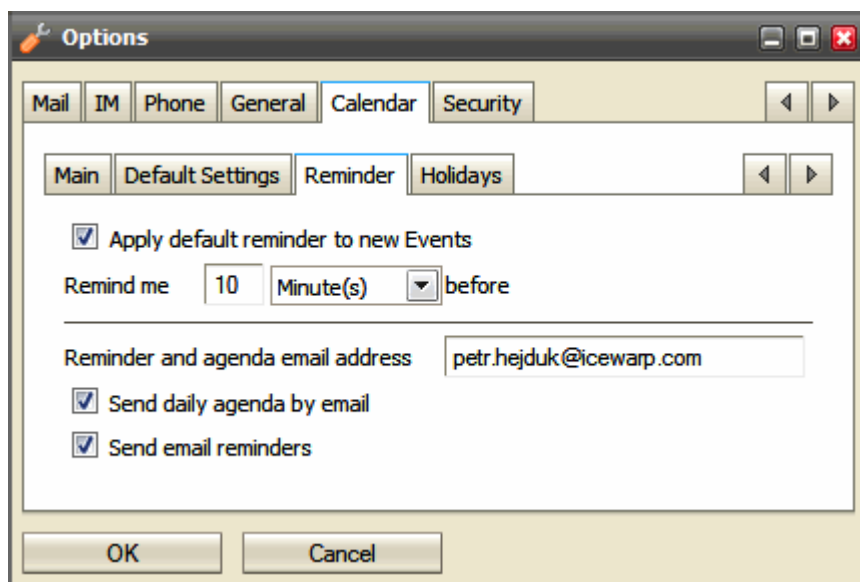 Options
Mail IM Phone General Calendar Security
Main Default Settings Reminder Holidays
Apply default reminder to new Events
Remind me 10 Minute(s) before
Reminder and agenda email address petr.hejduk@icewarp.com
Send daily agenda by email
Send email reminders
OK Cancel